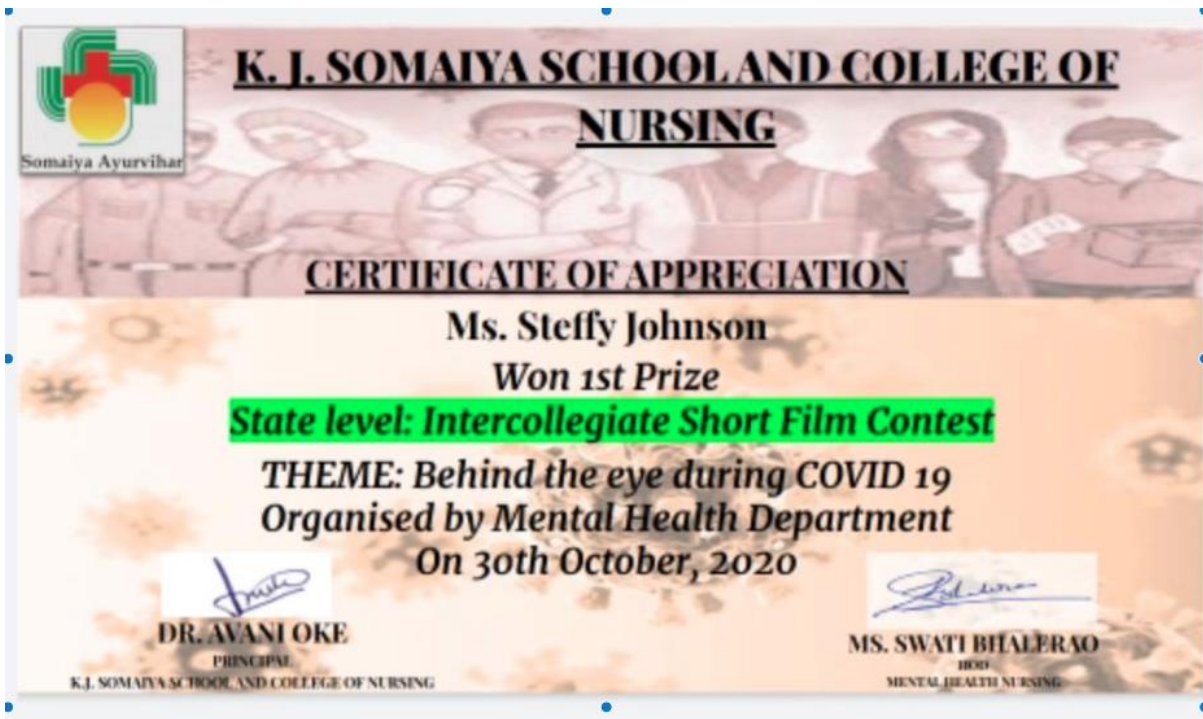 K. J. SOMAIYA SCHOOL AND COLLEGE OF
NURSING
Somaiya Ayurvihar
CERTIFICATE OF APPRECIATION
Ms. Steffy Johnson
Won 1st Prize
State level: Intercollegiate Short Film Contest
THEME: Behind the eye during COVID 19
Organised by Mental Health Department
On 30th October, 2020
DR. AVANI OKE
PRINCIPAL
K.J. SOMAIYA SCHOOL AND COLLEGE OF NURSING
MS. SWATI BHALERAO
HOD
MENTAL HEALTH NURSING